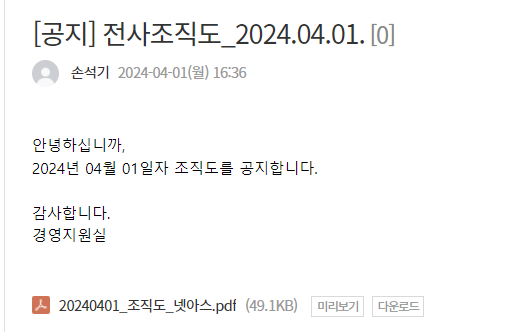 [공지] 전사조직도_2024.04.01. [0]
손석기 2024-04-01(월) 16:36
안녕하십니까,
2024년 04월 01일자 조직도를 공지합니다.
감사합니다.
경영지원실
20240401_조직도_넷아스.pdf (49.1KB) 미리보기 다운로드